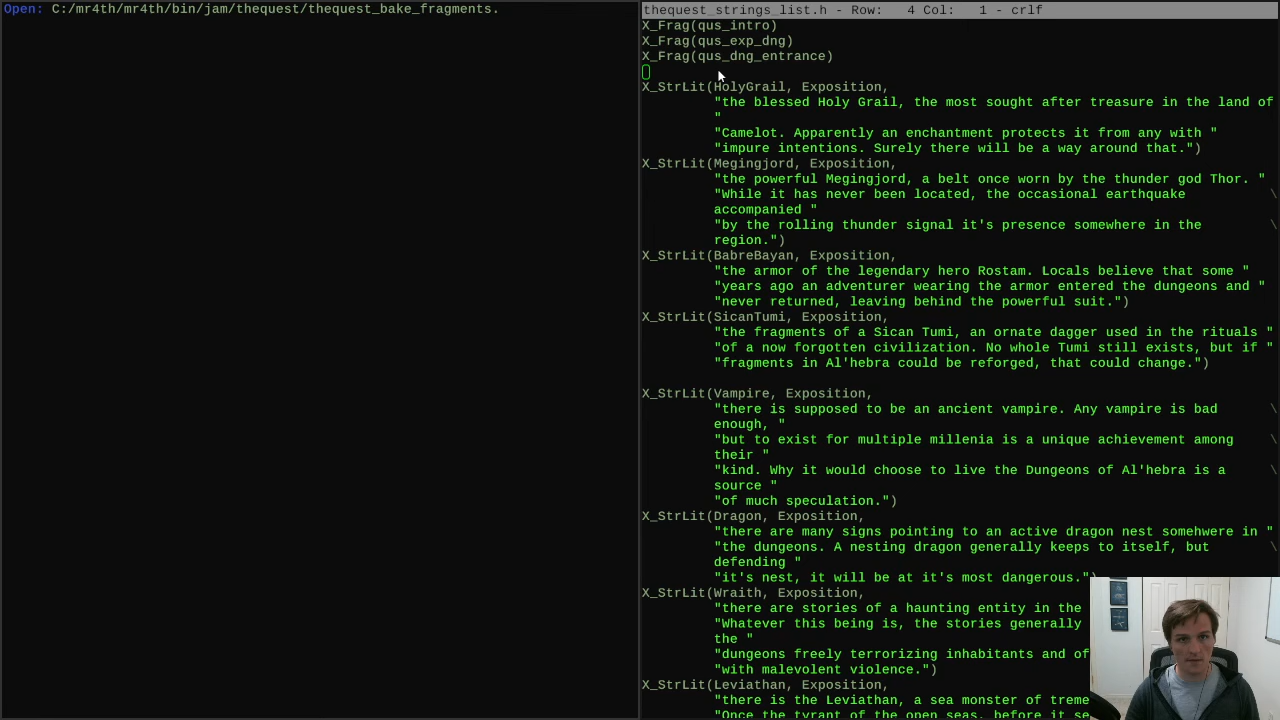 Open: C:/mr4th/mr4th/bin/jam/thequest/thequest_bake_fragments.
thequest_strings_list.h - Row:   4 Col:   1 - crlf
X_Frag(qus_intro)
X_Frag(qus_exp_dng)
X_Frag(qus_dng_entrance)
X_StrLit(HolyGrail, Exposition,
"the blessed Holy Grail, the most sought after treasure in the land of
"
"Camelot. Apparently an enchantment protects it from any with "
"impure intentions. Surely there will be a way around that.")
X_StrLit(Megingjord, Exposition,
"the powerful Megingjord, a belt once worn by the thunder god Thor. "
"While it has never been located, the occasional earthquake \
accompanied "
"by the rolling thunder signal it's presence somewhere in the \
region.")
X_StrLit(BabreBayan, Exposition,
"the armor of the legendary hero Rostam. Locals believe that some "
"years ago an adventurer wearing the armor entered the dungeons and "
"never returned, leaving behind the powerful suit.")
X_StrLit(SicanTumi, Exposition,
"the fragments of a Sican Tumi, an ornate dagger used in the rituals "
"of a now forgotten civilization. No whole Tumi still exists, but if "
"fragments in Al'hebra could be reforged, that could change.")
X_StrLit(Vampire, Exposition,
"there is supposed to be an ancient vampire. Any vampire is bad \
enough, "
"but to exist for multiple millenia is a unique achievement among \
their "
"kind. Why it would choose to live the Dungeons of Al'hebra is a \
source "
"of much speculation.")
X_StrLit(Dragon, Exposition,
"there are many signs pointing to an active dragon nest somehwere in "
"the dungeons. A nesting dragon generally keeps to itself, but \
defending "
"it's nest, it will be at it's most dangerous.")
X_StrLit(Wraith, Exposition,
"there are stories of a haunting entity in the
"Whatever this being is, the stories generally
the "
"dungeons freely terrorizing inhabitants and of
"with malevolent violence.")
X_StrLit(Leviathan, Exposition,
"there is the Leviathan, a sea monster of treme
"Once the tyrant of the open seas, before it se